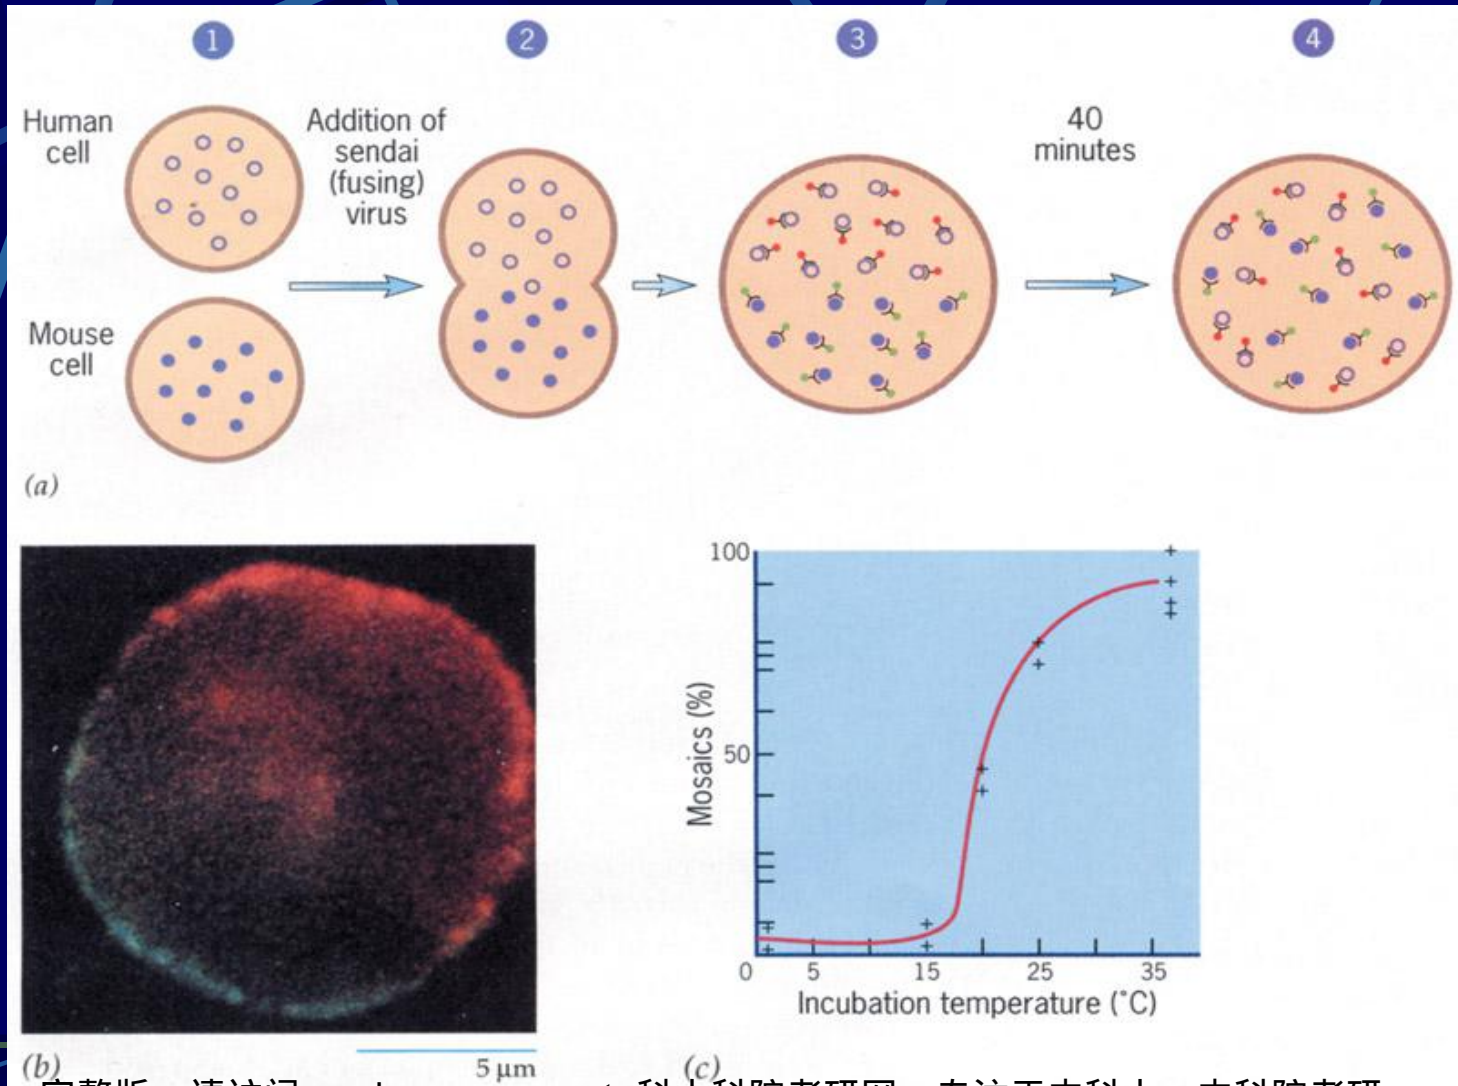 1
2
3
4
Human
cell
Addition of
sendai
(fusing)
virus
40
minutes
Mouse
cell
(a)
100
50
Mosaics (%)
0 5 15 25 35
Incubation temperature (˚C)
5 µm
(b)
(c)